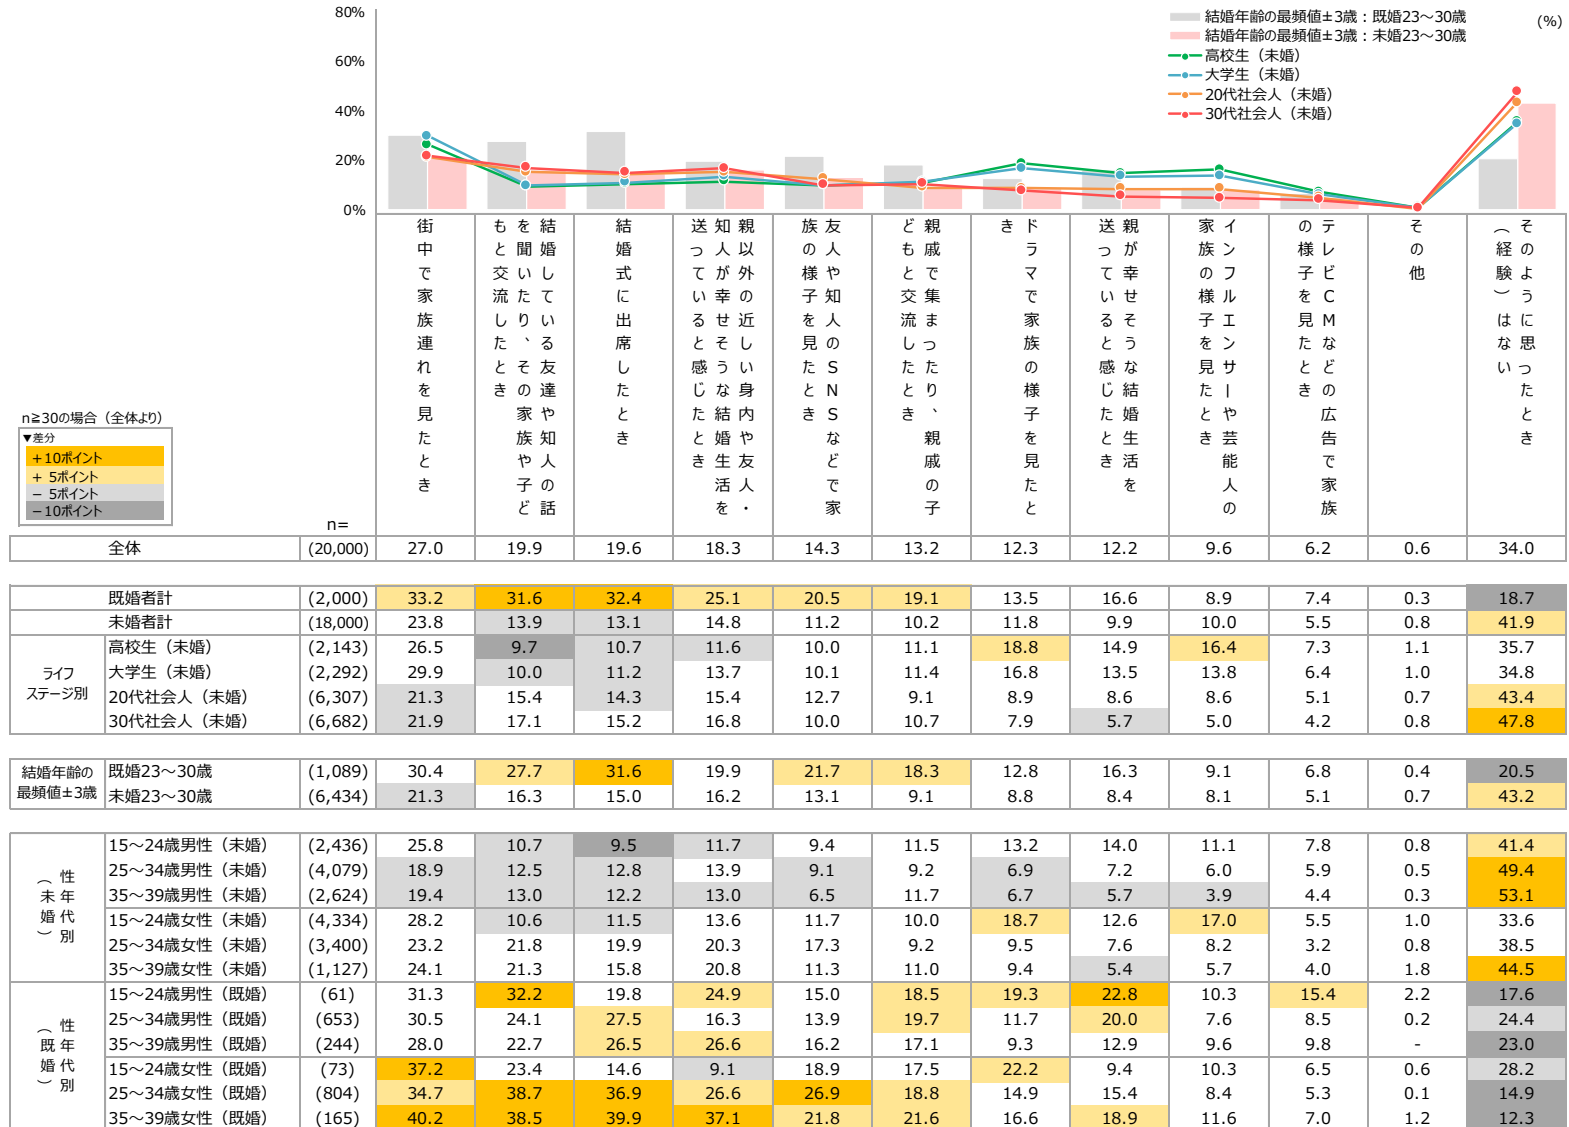 80%
60%
40%
20%
0%
結婚年齢の最頻値±3歳：既婚23～30歳
結婚年齢の最頻値±3歳：未婚23～30歳
高校生（未婚）
大学生（未婚）
20代社会人（未婚）
30代社会人（未婚）
(%)
街中で家族連れを見たとき
結婚している友達や知人の話を聞いたり、その家族や子どもと交流したとき
結婚式に出席したとき
親以外の近しい身内や友人・知人が幸せそうな結婚生活を送っていると感じたとき
友人や知人のSNSなどで家族の様子を見たとき
親戚で集まったり、親戚の子どもと交流したとき
ドラマで家族の様子を見たとき
親が幸せそうな結婚生活を送っていると感じたとき
インフルエンサーや芸能人の家族の様子を見たとき
テレビCMなどの広告で家族の様子を見たとき
その他
そのように思ったとき（経験）はない
n≧30の場合（全体より）
▼差分
＋10ポイント
＋ 5ポイント
－ 5ポイント
－10ポイント
n=
全体 (20,000) 27.0 19.9 19.6 18.3 14.3 13.2 12.3 12.2 9.6 6.2 0.6 34.0
既婚者計 (2,000) 33.2 31.6 32.4 25.1 20.5 19.1 13.5 16.6 8.9 7.4 0.3 18.7
未婚者計 (18,000) 23.8 13.9 13.1 14.8 11.2 10.2 11.8 9.9 10.0 5.5 0.8 41.9
ライフステージ別
高校生（未婚） (2,143) 26.5 9.7 10.7 11.6 10.0 11.1 18.8 14.9 16.4 7.3 1.1 35.7
大学生（未婚） (2,292) 29.9 10.0 11.2 13.7 10.1 11.4 16.8 13.5 13.8 6.4 1.0 34.8
20代社会人（未婚） (6,307) 21.3 15.4 14.3 15.4 12.7 9.1 8.9 8.6 8.6 5.1 0.7 43.4
30代社会人（未婚） (6,682) 21.9 17.1 15.2 16.8 10.0 10.7 7.9 5.7 5.0 4.2 0.8 47.8
結婚年齢の最頻値±3歳
既婚23～30歳 (1,089) 30.4 27.7 31.6 19.9 21.7 18.3 12.8 16.3 9.1 6.8 0.4 20.5
未婚23～30歳 (6,434) 21.3 16.3 15.0 16.2 13.1 9.1 8.8 8.4 8.1 5.1 0.7 43.2
性年代別（未婚）
15～24歳男性（未婚） (2,436) 25.8 10.7 9.5 11.7 9.4 11.5 13.2 14.0 11.1 7.8 0.8 41.4
25～34歳男性（未婚） (4,079) 18.9 12.5 12.8 13.9 9.1 9.2 6.9 7.2 6.0 5.9 0.5 49.4
35～39歳男性（未婚） (2,624) 19.4 13.0 12.2 13.0 6.5 11.7 6.7 5.7 3.9 4.4 0.3 53.1
15～24歳女性（未婚） (4,334) 28.2 10.6 11.5 13.6 11.7 10.0 18.7 12.6 17.0 5.5 1.0 33.6
25～34歳女性（未婚） (3,400) 23.2 21.8 19.9 20.3 17.3 9.2 9.5 7.6 8.2 3.2 0.8 38.5
35～39歳女性（未婚） (1,127) 24.1 21.3 15.8 20.8 11.3 11.0 9.4 5.4 5.7 4.0 1.8 44.5
性年代別（既婚）
15～24歳男性（既婚） (61) 31.3 32.2 19.8 24.9 15.0 18.5 19.3 22.8 10.3 15.4 2.2 17.6
25～34歳男性（既婚） (653) 30.5 24.1 27.5 16.3 13.9 19.7 11.7 20.0 7.6 8.5 0.2 24.4
35～39歳男性（既婚） (244) 28.0 22.7 26.5 26.6 16.2 17.1 9.3 12.9 9.6 9.8 - 23.0
15～24歳女性（既婚） (73) 37.2 23.4 14.6 9.1 18.9 17.5 22.2 9.4 10.3 6.5 0.6 28.2
25～34歳女性（既婚） (804) 34.7 38.7 36.9 26.6 26.9 18.8 14.9 15.4 8.4 5.3 0.1 14.9
35～39歳女性（既婚） (165) 40.2 38.5 39.9 37.1 21.8 21.6 16.6 18.9 11.6 7.0 1.2 12.3